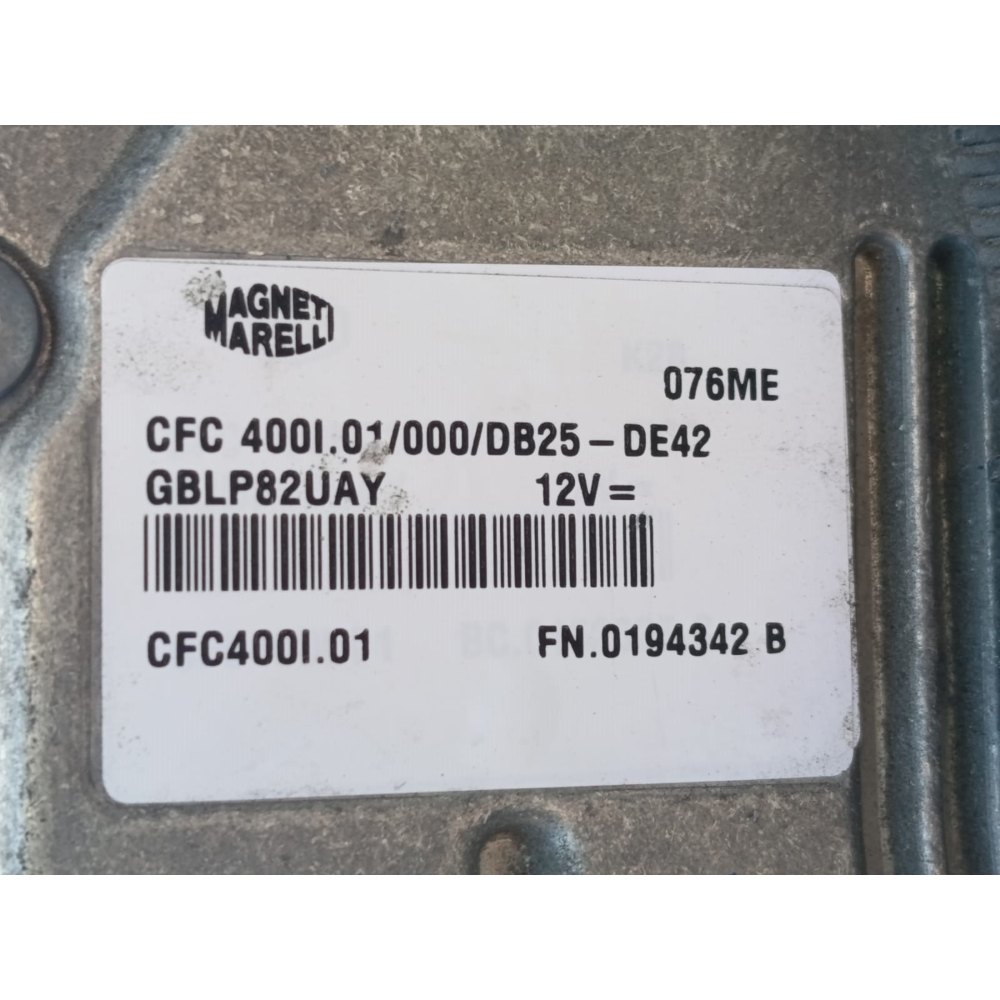 MAGNETI
MARELLI
076ME
CFC 400I.01/000/DB25-DE42
GBLP82UAY 12V=
CFC400I.01 FN.0194342 B